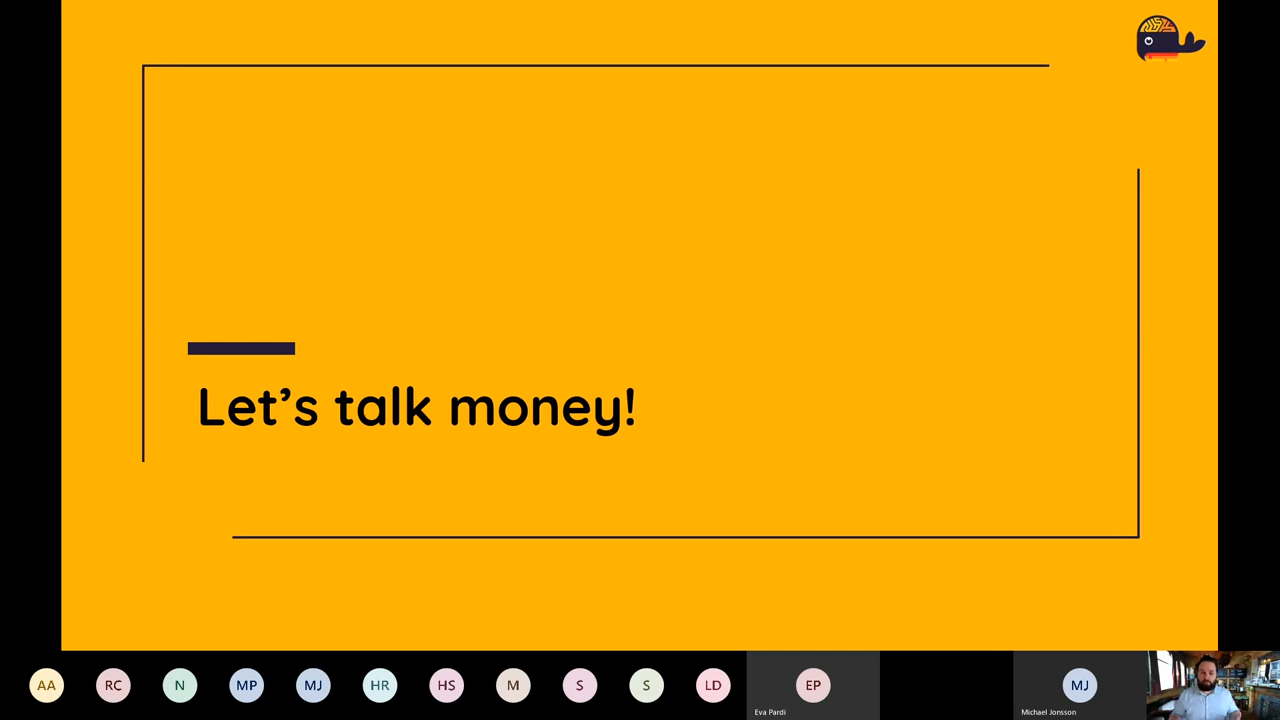 Let's talk money!
AA
RC
N
MP
MJ
HR
HS
M
S
S
LD
EP
Eva Pardi
MJ
Michael Jonsson